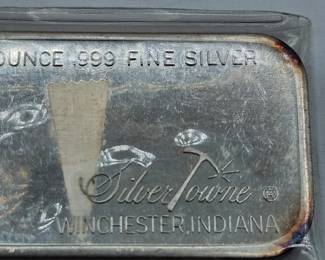 OUNCE .999 FINE SILVER
SilverTowne
WINCHESTER, INDIANA